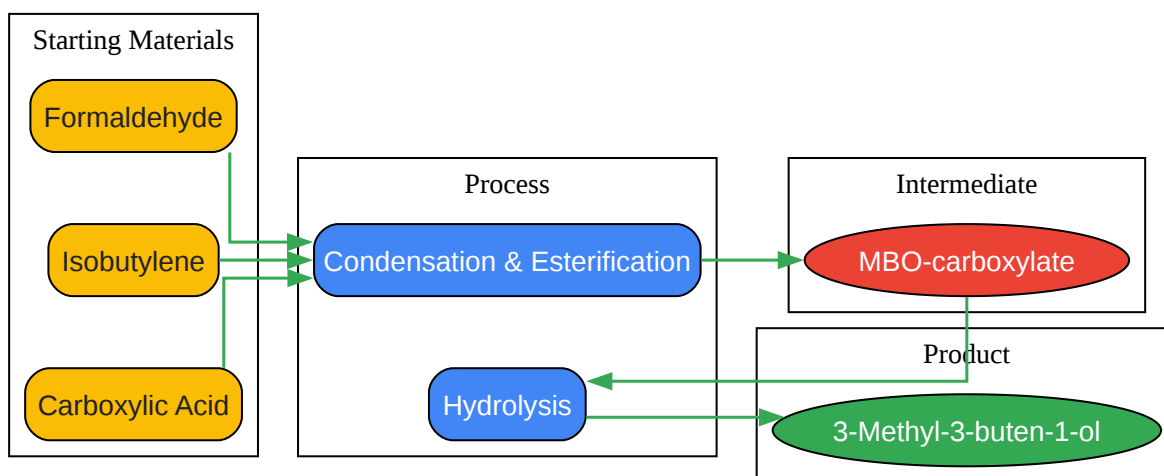 Starting Materials
Formaldehyde
Isobutylene
Carboxylic Acid
Process
Condensation & Esterification
Hydrolysis
Intermediate
MBO-carboxylate
Product
3-Methyl-3-buten-1-ol